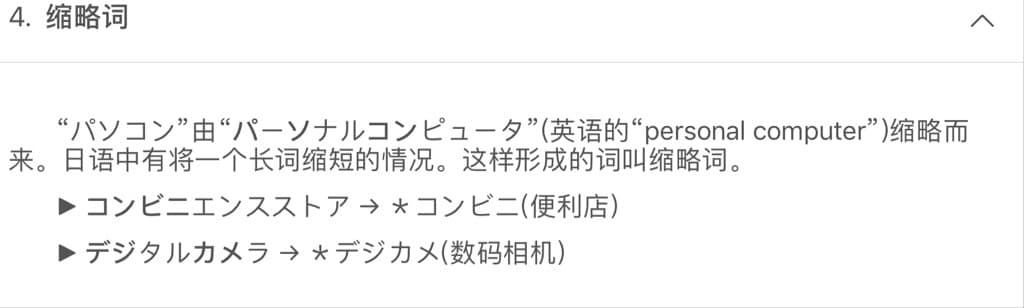 4. 缩略词
“パソコン”由“パーソナルコンピュータ”(英语的“personal computer”)缩略而
来。日语中有将一个长词缩短的情况。这样形成的词叫缩略词。
▶ コンビニエンスストア → ＊コンビニ(便利店)
▶ デジタルカメラ → ＊デジカメ(数码相机)